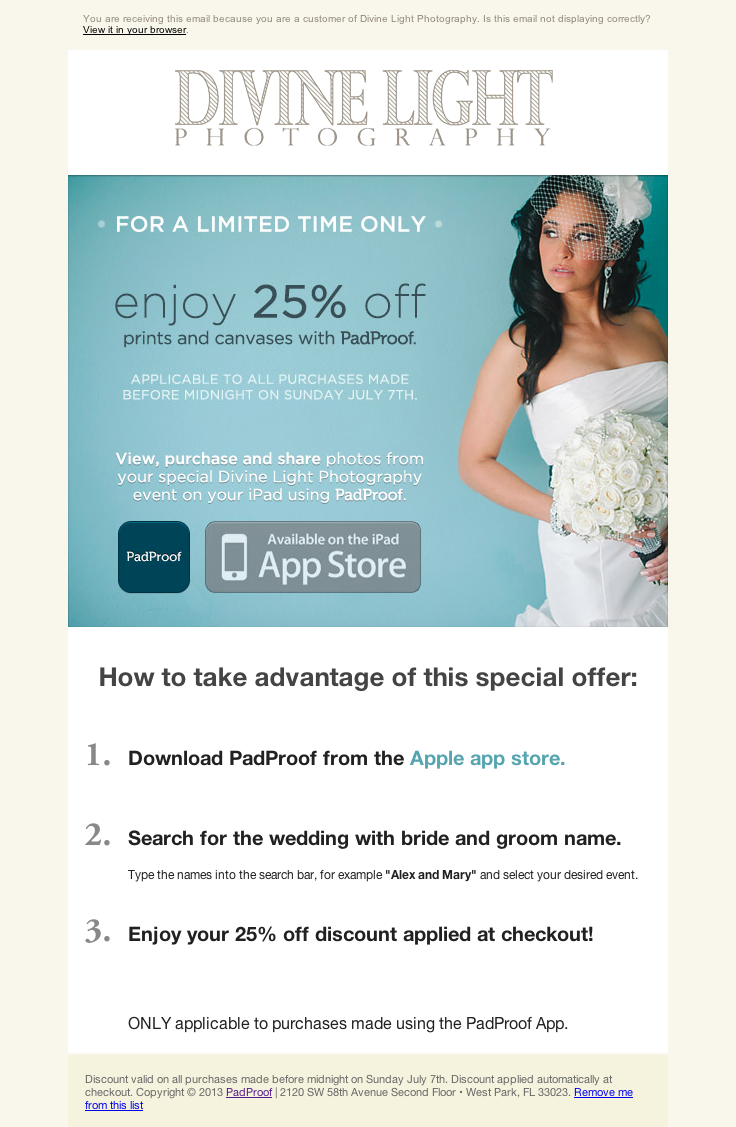 You are receiving this email because you are a customer of Divine Light Photography. Is this email not displaying correctly?
View it in your browser.
DIVINE LIGHT
PHOTOGRAPHY
• FOR A LIMITED TIME ONLY •
enjoy 25% off
prints and canvases with PadProof.
APPLICABLE TO ALL PURCHASES MADE
BEFORE MIDNIGHT ON SUNDAY JULY 7TH.
View, purchase and share photos from
your special Divine Light Photography
event on your iPad using PadProof.
PadProof
Available on the iPad
App Store
How to take advantage of this special offer:
1. Download PadProof from the Apple app store.
2. Search for the wedding with bride and groom name.
Type the names into the search bar, for example "Alex and Mary" and select your desired event.
3. Enjoy your 25% off discount applied at checkout!
ONLY applicable to purchases made using the PadProof App.
Discount valid on all purchases made before midnight on Sunday July 7th. Discount applied automatically at
checkout. Copyright © 2013 PadProof | 2120 SW 58th Avenue Second Floor • West Park, FL 33023. Remove me
from this list